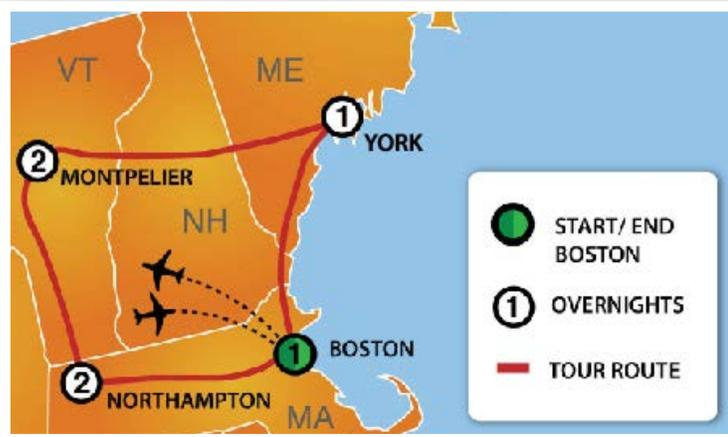 VT
ME
1
YORK
2
MONTPELIER
NH
1
BOSTON
2
NORTHAMPTON
MA
START/ END
BOSTON
1
OVERNIGHTS
TOUR ROUTE